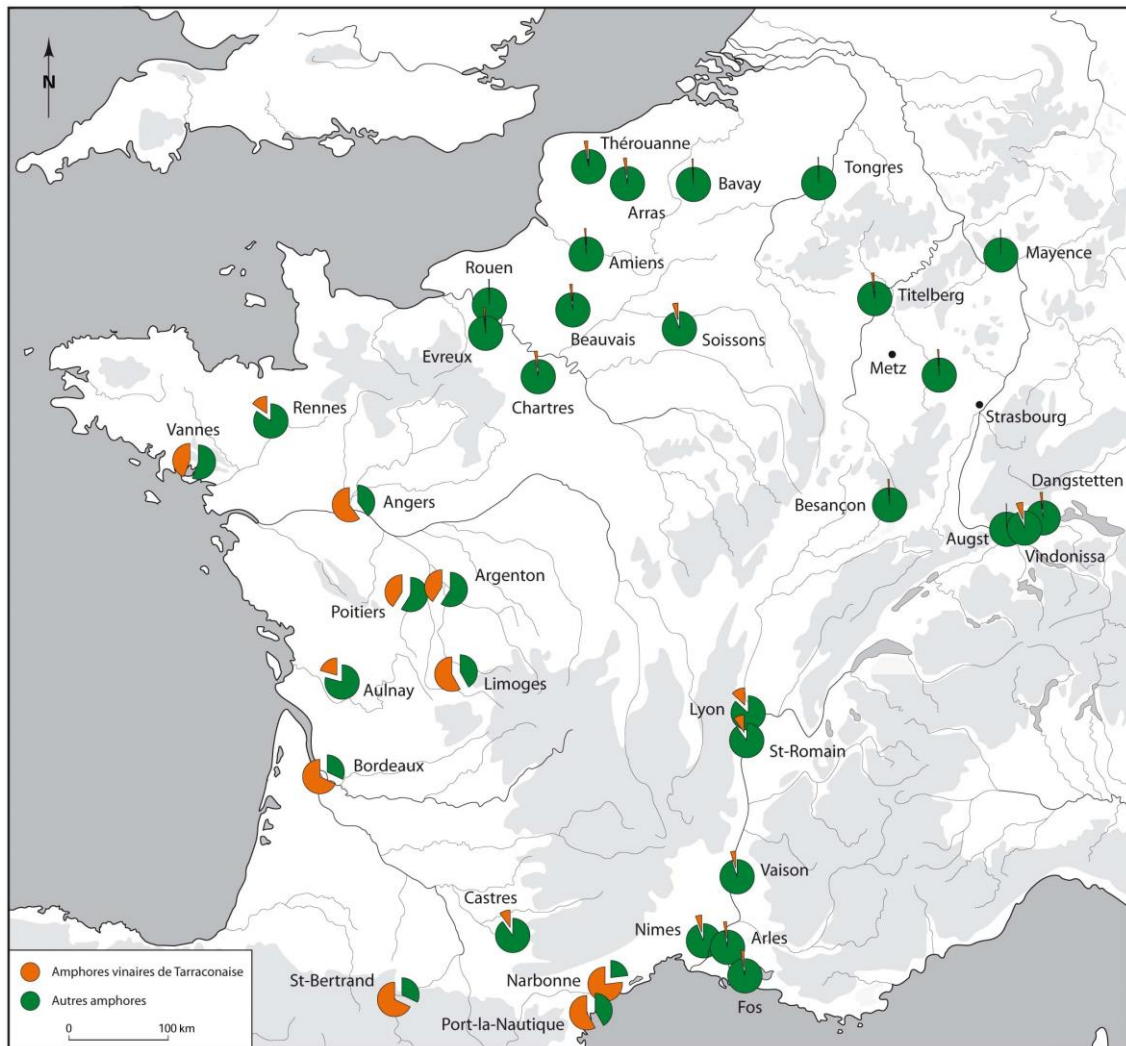 N
Thérouanne
Arras
Bavay
Tongres
Amiens
Mayence
Rouen
Titelberg
Beauvais
Soissons
Evreux
Metz
Chartres
Rennes
Strasbourg
Vannes
Dangstetten
Angers
Besançon
Augst
Vindonissa
Argenton
Poitiers
Limoges
Aulnay
Lyon
St-Romain
Bordeaux
Vaison
Castres
Nimes
Arles
Narbonne
St-Bertrand
Fos
Port-la-Nautique
Amphores vinaires de Tarraconaise
Autres amphores
0 100 km